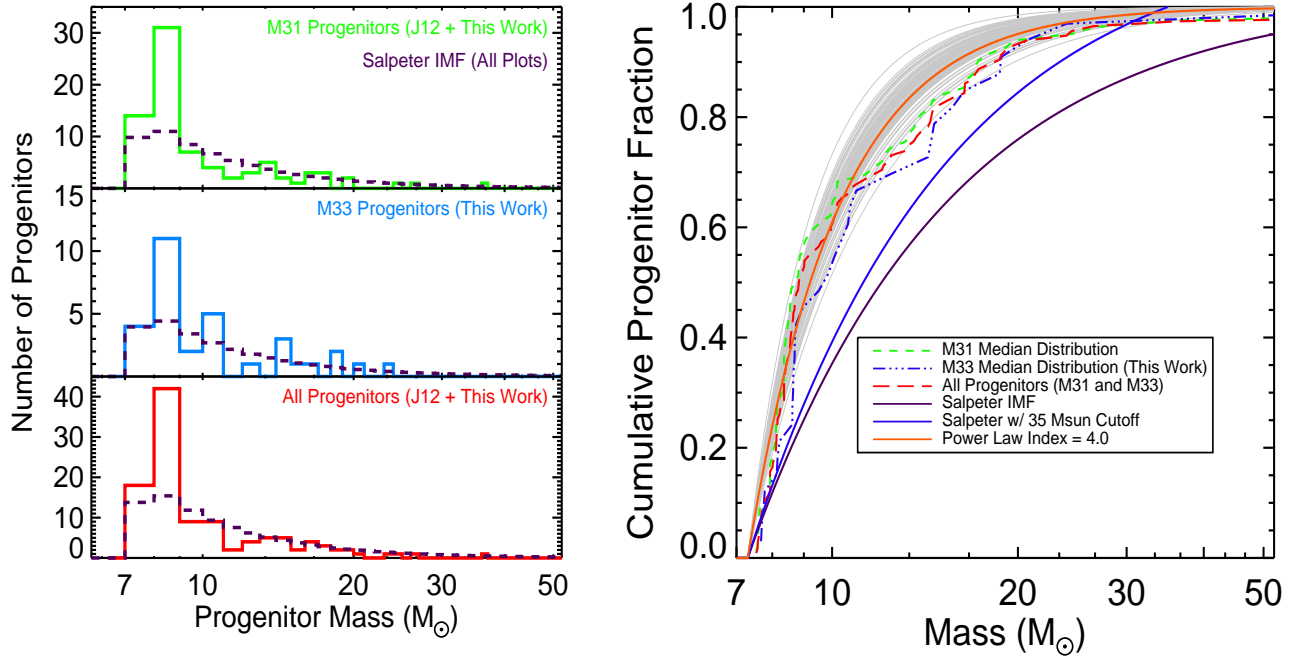 M31 Progenitors (J12 + This Work)
Salpeter IMF (All Plots)
30
20
10
0
M33 Progenitors (This Work)
15
10
5
0
All Progenitors (J12 + This Work)
40
30
20
10
0
Number of Progenitors
7 10 20 30 50
Progenitor Mass (M⊙)
1.0
0.8
0.6
0.4
0.2
0.0
Cumulative Progenitor Fraction
M31 Median Distribution
M33 Median Distribution (This Work)
All Progenitors (M31 and M33)
Salpeter IMF
Salpeter w/ 35 Msun Cutoff
Power Law Index = 4.0
7 10 20 30 50
Mass (M⊙)